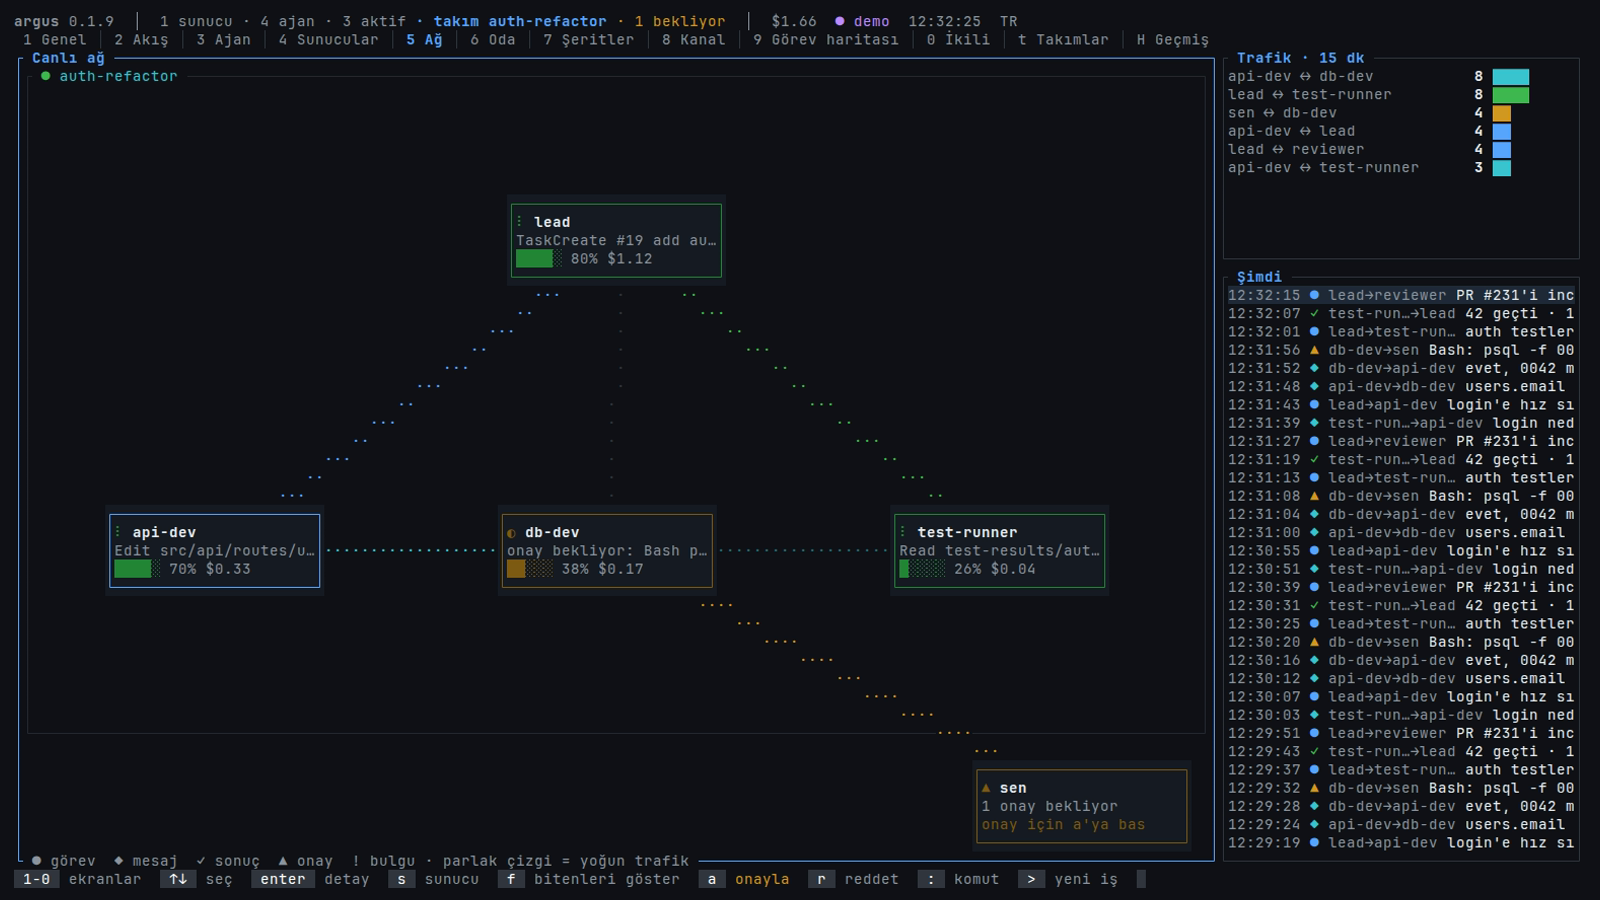 argus 0.1.9 │ 1 sunucu · 4 ajan · 3 aktif · takım auth-refactor · 1 bekliyor │ $1.66 ● demo 12:32:25 TR
1 Genel │ 2 Akış │ 3 Ajan │ 4 Sunucular │ 5 Ağ │ 6 Oda │ 7 Şeritler │ 8 Kanal │ 9 Görev haritası │ 0 İkili │ t Takımlar │ H Geçmiş
Canlı ağ
● auth-refactor
lead
TaskCreate #19 add au…
80% $1.12
api-dev
Edit src/api/routes/u…
70% $0.33
◐ db-dev
onay bekliyor: Bash p…
38% $0.17
test-runner
Read test-results/aut…
26% $0.04
▲ sen
1 onay bekliyor
onay için a'ya bas
● görev ◆ mesaj ✓ sonuç ▲ onay ! bulgu · parlak çizgi = yoğun trafik
Trafik · 15 dk
api-dev ↔ db-dev 8
lead ↔ test-runner 8
sen ↔ db-dev 4
api-dev ↔ lead 4
lead ↔ reviewer 4
api-dev ↔ test-runner 3
Şimdi
12:32:15 ● lead→reviewer PR #231'i inc
12:32:07 ✓ test-run…→lead 42 geçti · 1
12:32:01 ● lead→test-run… auth testler
12:31:56 ▲ db-dev→sen Bash: psql -f 00
12:31:52 ◆ db-dev→api-dev evet, 0042 m
12:31:48 ◆ api-dev→db-dev users.email
12:31:43 ● lead→api-dev login'e hız sı
12:31:39 ◆ test-run…→api-dev login ned
12:31:27 ● lead→reviewer PR #231'i inc
12:31:19 ✓ test-run…→lead 42 geçti · 1
12:31:13 ● lead→test-run… auth testler
12:31:08 ▲ db-dev→sen Bash: psql -f 00
12:31:04 ◆ db-dev→api-dev evet, 0042 m
12:31:00 ◆ api-dev→db-dev users.email
12:30:55 ● lead→api-dev login'e hız sı
12:30:51 ◆ test-run…→api-dev login ned
12:30:39 ● lead→reviewer PR #231'i inc
12:30:31 ✓ test-run…→lead 42 geçti · 1
12:30:25 ● lead→test-run… auth testler
12:30:20 ▲ db-dev→sen Bash: psql -f 00
12:30:16 ◆ db-dev→api-dev evet, 0042 m
12:30:12 ◆ api-dev→db-dev users.email
12:30:07 ● lead→api-dev login'e hız sı
12:30:03 ◆ test-run…→api-dev login ned
12:29:51 ● lead→reviewer PR #231'i inc
12:29:43 ✓ test-run…→lead 42 geçti · 1
12:29:37 ● lead→test-run… auth testler
12:29:32 ▲ db-dev→sen Bash: psql -f 00
12:29:28 ◆ db-dev→api-dev evet, 0042 m
12:29:24 ◆ api-dev→db-dev users.email
12:29:19 ● lead→api-dev login'e hız sı
1-0 ekranlar ↑↓ seç enter detay s sunucu f bitenleri göster a onayla r reddet : komut > yeni iş